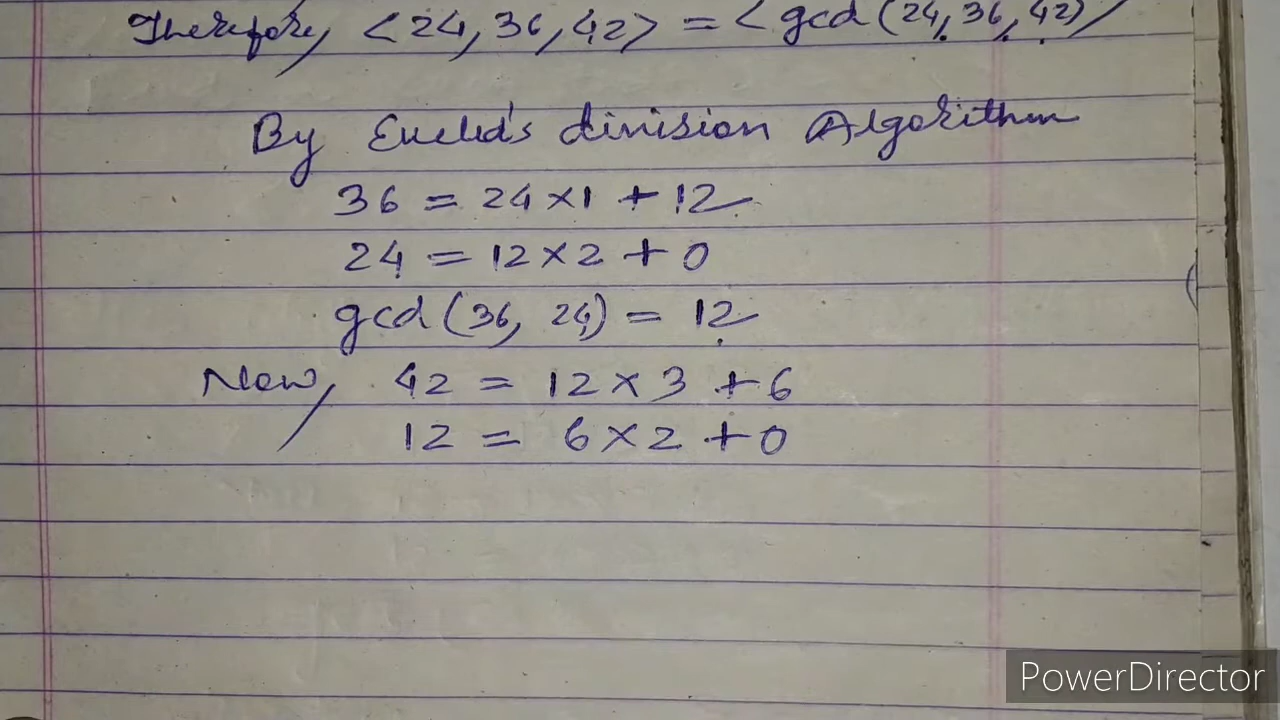 Therefore, <24, 36, 42> = <gcd(24, 36, 42)>
By Euclid's division Algorithm
36 = 24 × 1 + 12
24 = 12 × 2 + 0
gcd (36, 24) = 12
Now, 42 = 12 × 3 + 6
12 = 6 × 2 + 0
PowerDirector